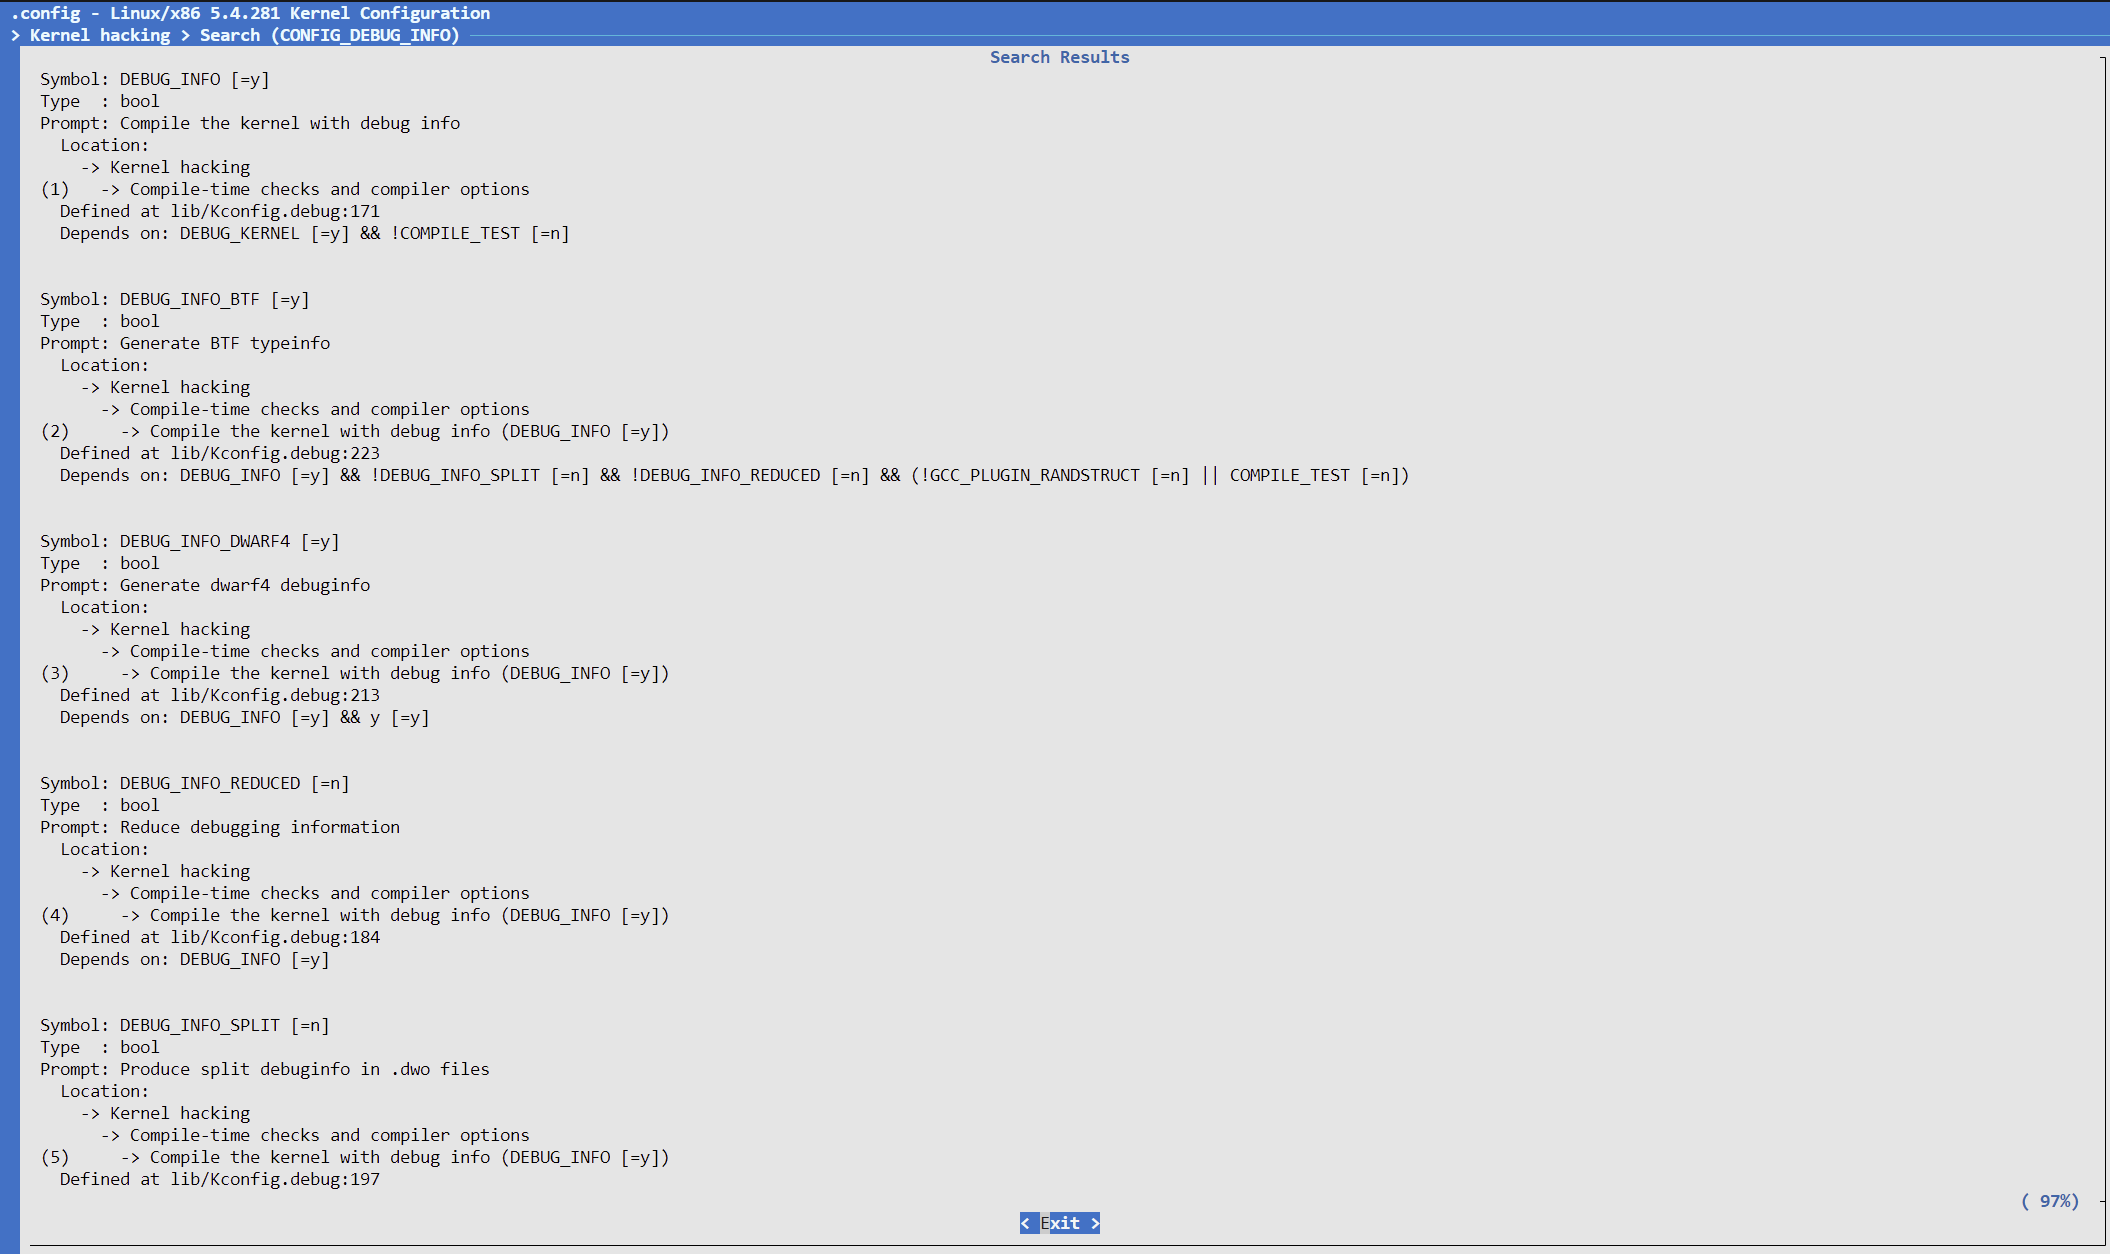 .config - Linux/x86 5.4.281 Kernel Configuration
> Kernel hacking > Search (CONFIG_DEBUG_INFO)
Search Results
Symbol: DEBUG_INFO [=y]
Type  : bool
Prompt: Compile the kernel with debug info
  Location:
    -> Kernel hacking
(1)   -> Compile-time checks and compiler options
  Defined at lib/Kconfig.debug:171
  Depends on: DEBUG_KERNEL [=y] && !COMPILE_TEST [=n]
Symbol: DEBUG_INFO_BTF [=y]
Type  : bool
Prompt: Generate BTF typeinfo
  Location:
    -> Kernel hacking
      -> Compile-time checks and compiler options
(2)     -> Compile the kernel with debug info (DEBUG_INFO [=y])
  Defined at lib/Kconfig.debug:223
  Depends on: DEBUG_INFO [=y] && !DEBUG_INFO_SPLIT [=n] && !DEBUG_INFO_REDUCED [=n] && (!GCC_PLUGIN_RANDSTRUCT [=n] || COMPILE_TEST [=n])
Symbol: DEBUG_INFO_DWARF4 [=y]
Type  : bool
Prompt: Generate dwarf4 debuginfo
  Location:
    -> Kernel hacking
      -> Compile-time checks and compiler options
(3)     -> Compile the kernel with debug info (DEBUG_INFO [=y])
  Defined at lib/Kconfig.debug:213
  Depends on: DEBUG_INFO [=y] && y [=y]
Symbol: DEBUG_INFO_REDUCED [=n]
Type  : bool
Prompt: Reduce debugging information
  Location:
    -> Kernel hacking
      -> Compile-time checks and compiler options
(4)     -> Compile the kernel with debug info (DEBUG_INFO [=y])
  Defined at lib/Kconfig.debug:184
  Depends on: DEBUG_INFO [=y]
Symbol: DEBUG_INFO_SPLIT [=n]
Type  : bool
Prompt: Produce split debuginfo in .dwo files
  Location:
    -> Kernel hacking
      -> Compile-time checks and compiler options
(5)     -> Compile the kernel with debug info (DEBUG_INFO [=y])
  Defined at lib/Kconfig.debug:197
( 97%)
< Exit >